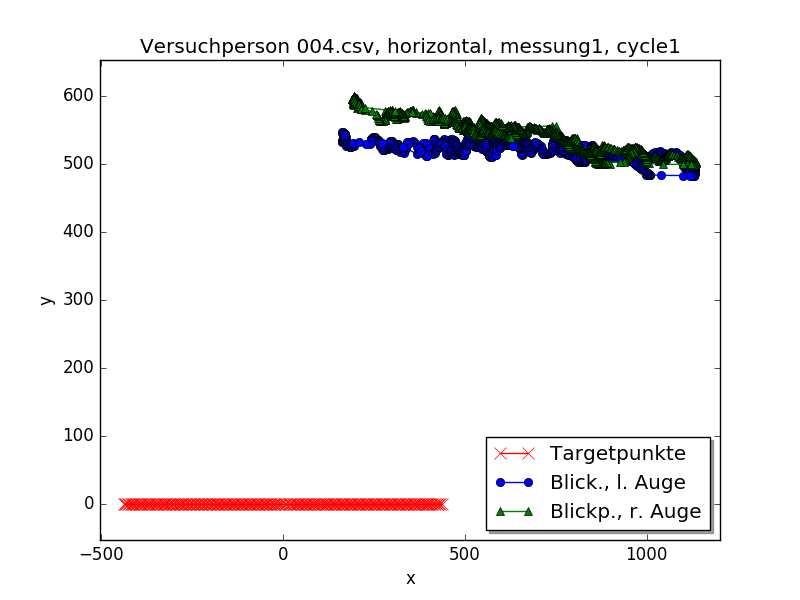 Versuchperson 004.csv, horizontal, messung1, cycle1
600
500
400
300
200
100
0
y
Targetpunkte
Blick., l. Auge
Blickp., r. Auge
−500 0 500 1000
x